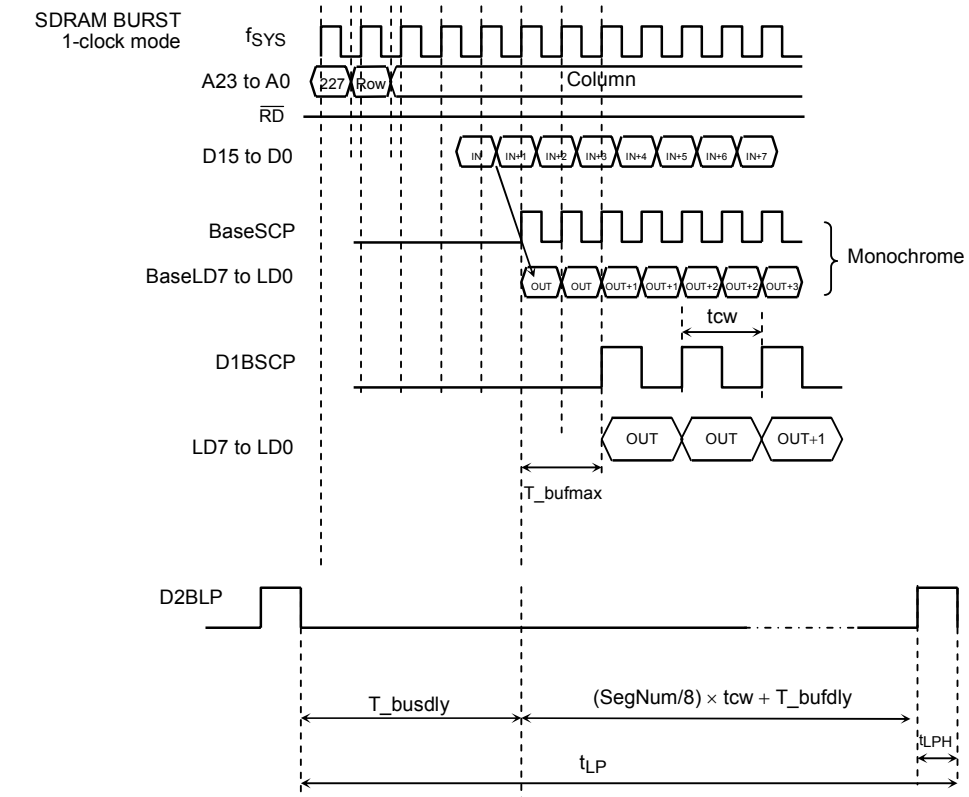 SDRAM BURST
1-clock mode
fSYS
A23 to A0
227 Row Column
RD
D15 to D0
IN IN+1 IN+2 IN+3 IN+4 IN+5 IN+6 IN+7
BaseSCP
Monochrome
BaseLD7 to LD0
OUT OUT OUT+1 OUT+1 OUT+2 OUT+2 OUT+3
tcw
D1BSCP
LD7 to LD0
OUT OUT OUT+1
T_bufmax
D2BLP
T_busdly
(SegNum/8) × tcw + T_bufdly
tLPH
tLP